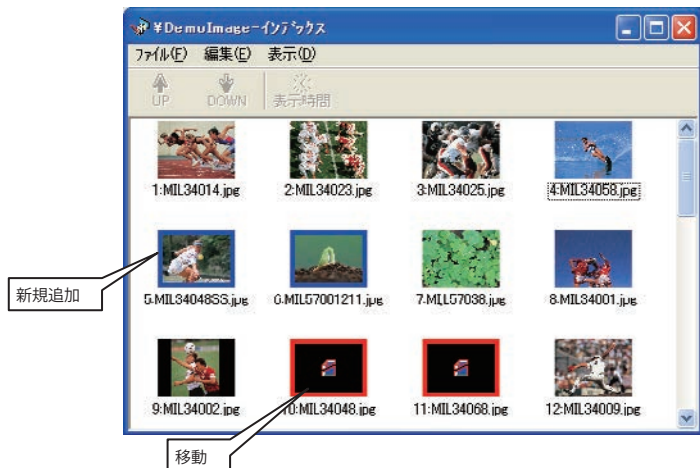 ¥DemoImage-インデックス
ファイル(F) 編集(E) 表示(D)
UP DOWN 表示時間
1:MIL34014.jpg 2:MIL34023.jpg 3:MIL34025.jpg 4:MIL34058.jpg
新規追加
5:MIL34048SS.jpg 6:MIL57001211.jpg 7:MIL57038.jpg 8:MIL34001.jpg
9:MIL34002.jpg 10:MIL34048.jpg 11:MIL34068.jpg 12:MIL34009.jpg
移動